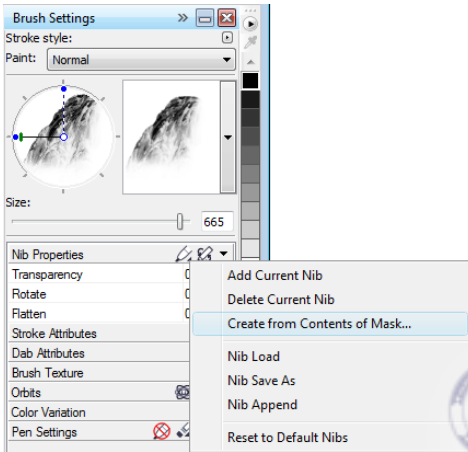 Brush Settings
Stroke style:
Paint: Normal
Size:
665
Nib Properties
Transparency
Rotate
Flatten
Stroke Attributes
Dab Attributes
Brush Texture
Orbits
Color Variation
Pen Settings
Add Current Nib
Delete Current Nib
Create from Contents of Mask...
Nib Load
Nib Save As
Nib Append
Reset to Default Nibs